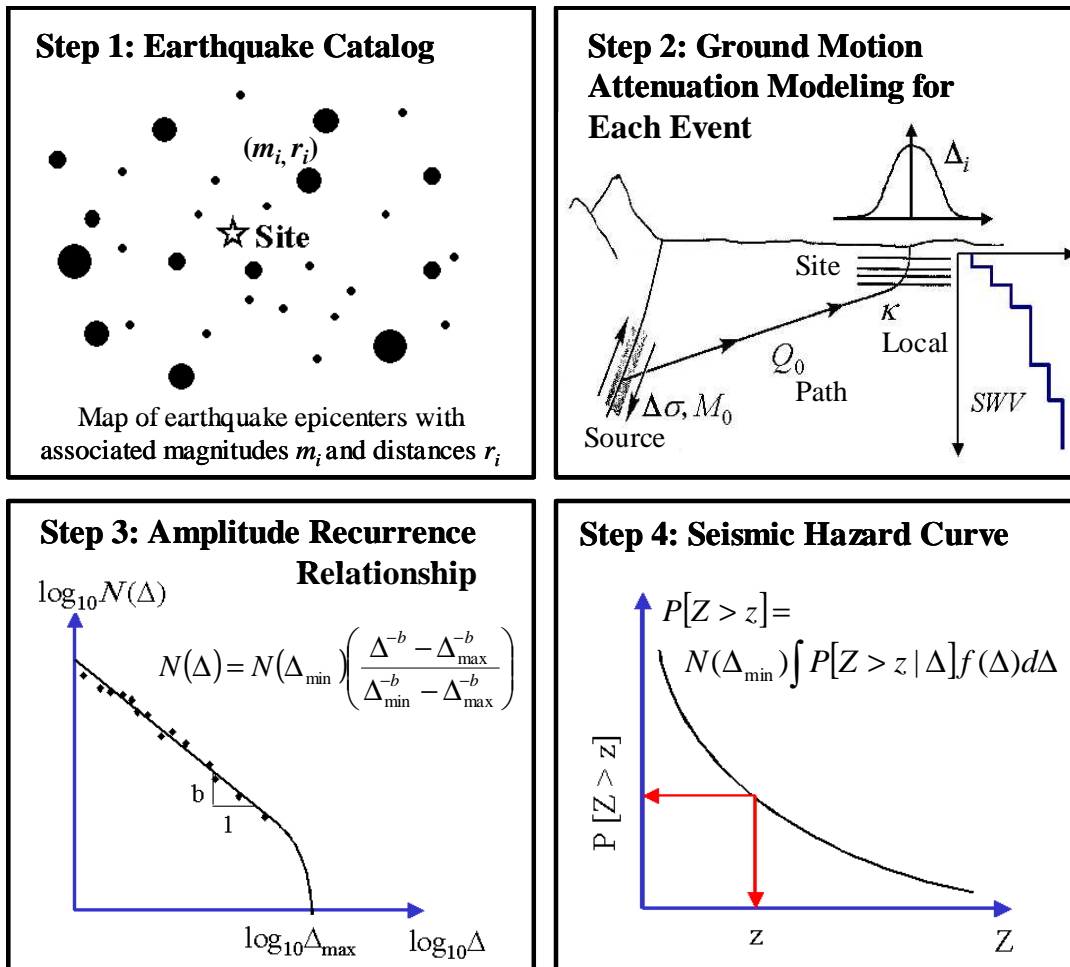 Step 1: Earthquake Catalog
(m_i, r_i)
Site
Map of earthquake epicenters with
associated magnitudes m_i and distances r_i
Step 2: Ground Motion
Attenuation Modeling for
Each Event
Δ_i
Site
κ
Local
Q_0
Path
SWV
Δσ, M_0
Source
Step 3: Amplitude Recurrence
Relationship
log_10 N(Δ)
N(Δ) = N(Δ_min) ( (Δ^-b − Δ_max^-b) / (Δ_min^-b − Δ_max^-b) )
b
1
log_10 Δ_max
log_10 Δ
Step 4: Seismic Hazard Curve
P[Z > z] =
N(Δ_min) ∫ P[Z > z | Δ] f(Δ) dΔ
P [Z > z]
z
Z